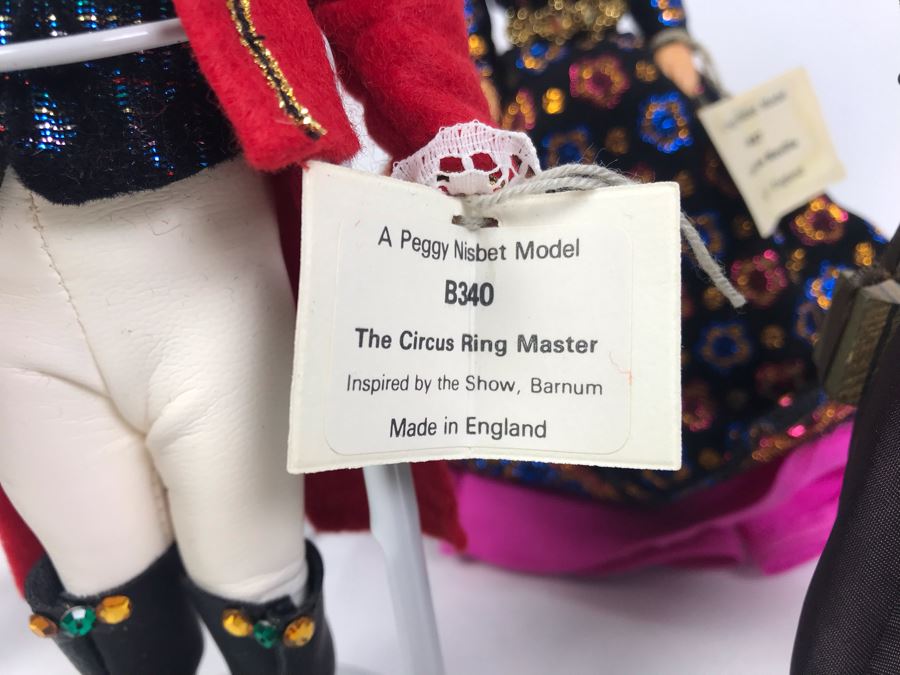 A Peggy Nisbet Model
B340
The Circus Ring Master
Inspired by the Show, Barnum
Made in England